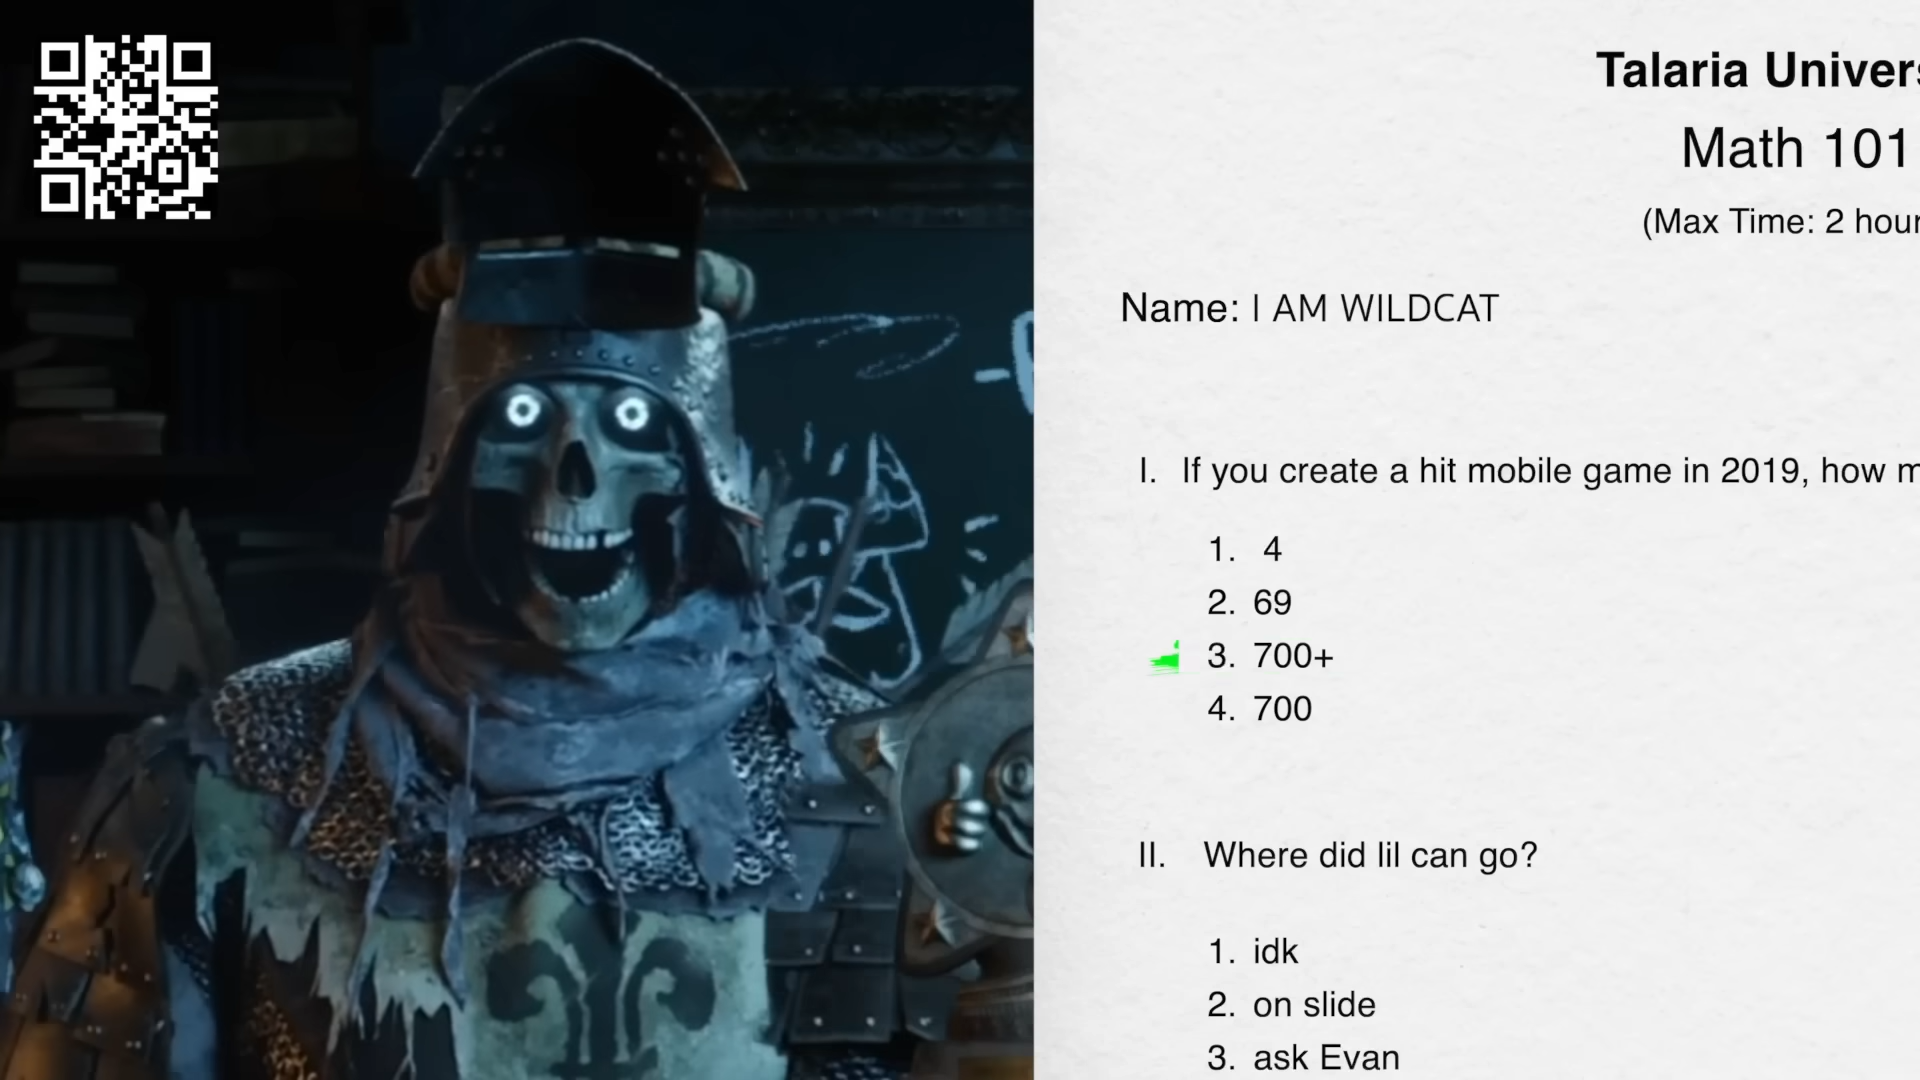 Talaria Univers
Math 101
(Max Time: 2 hour
Name: I AM WILDCAT
I. If you create a hit mobile game in 2019, how m
1. 4
2. 69
3. 700+
4. 700
II. Where did lil can go?
1. idk
2. on slide
3. ask Evan